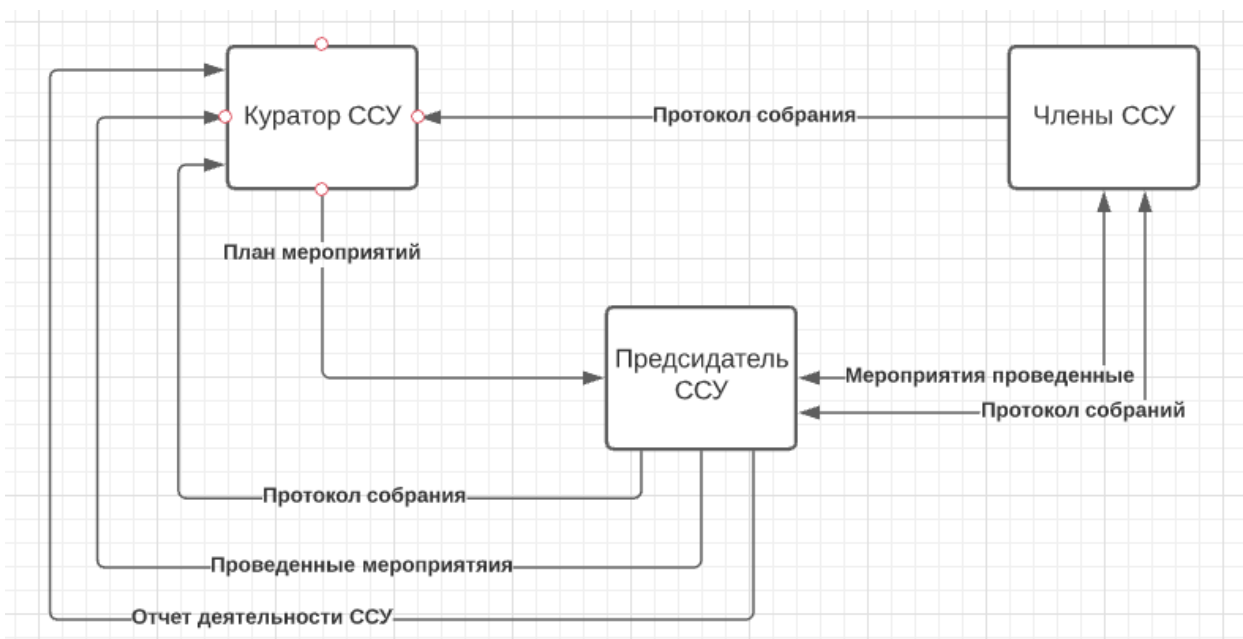 Куратор ССУ
Протокол собрания
Члены ССУ
План мероприятий
Предсидатель
ССУ
Мероприятия проведенные
Протокол собраний
Протокол собрания
Проведенные мероприятяия
Отчет деятельности ССУ